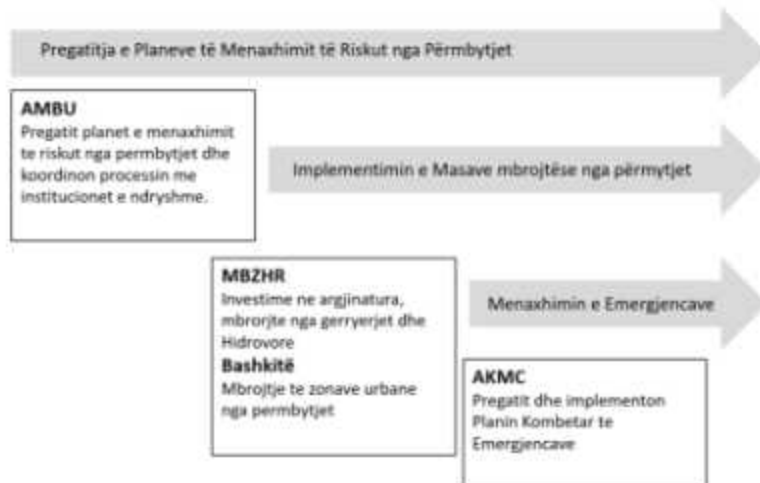 Pregatitja e Planeve të Menaxhimit të Riskut nga Përmbytjet
AMBU
Pregatit planet e menaxhimit
te riskut nga permbytjet dhe
koordinon processin me
institucionet e ndryshme.
Implementimin e Masave mbrojtëse nga përmytjet
MBZHR
Investime ne argjinatura,
mbrorjte nga gerryerjet dhe
Hidrovore
Bashkitë
Mbrojtje te zonave urbane
nga permbytjet
Menaxhimin e Emergjencave
AKMC
Pregatit dhe implementon
Planin Kombetar te
Emergjencave